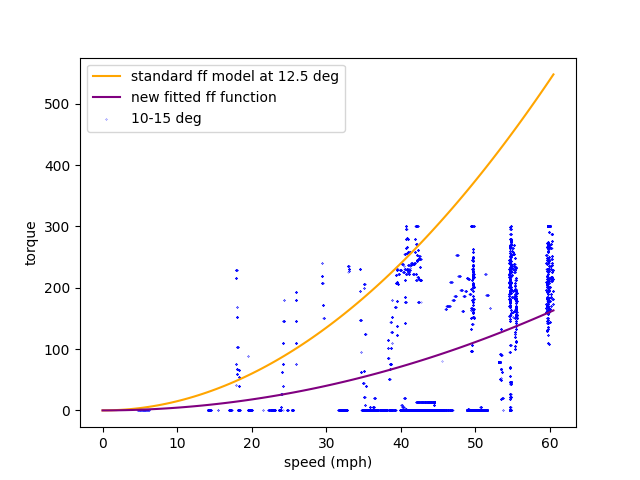 standard ff model at 12.5 deg
new fitted ff function
10-15 deg
torque
500
400
300
200
100
0
0 10 20 30 40 50 60
speed (mph)